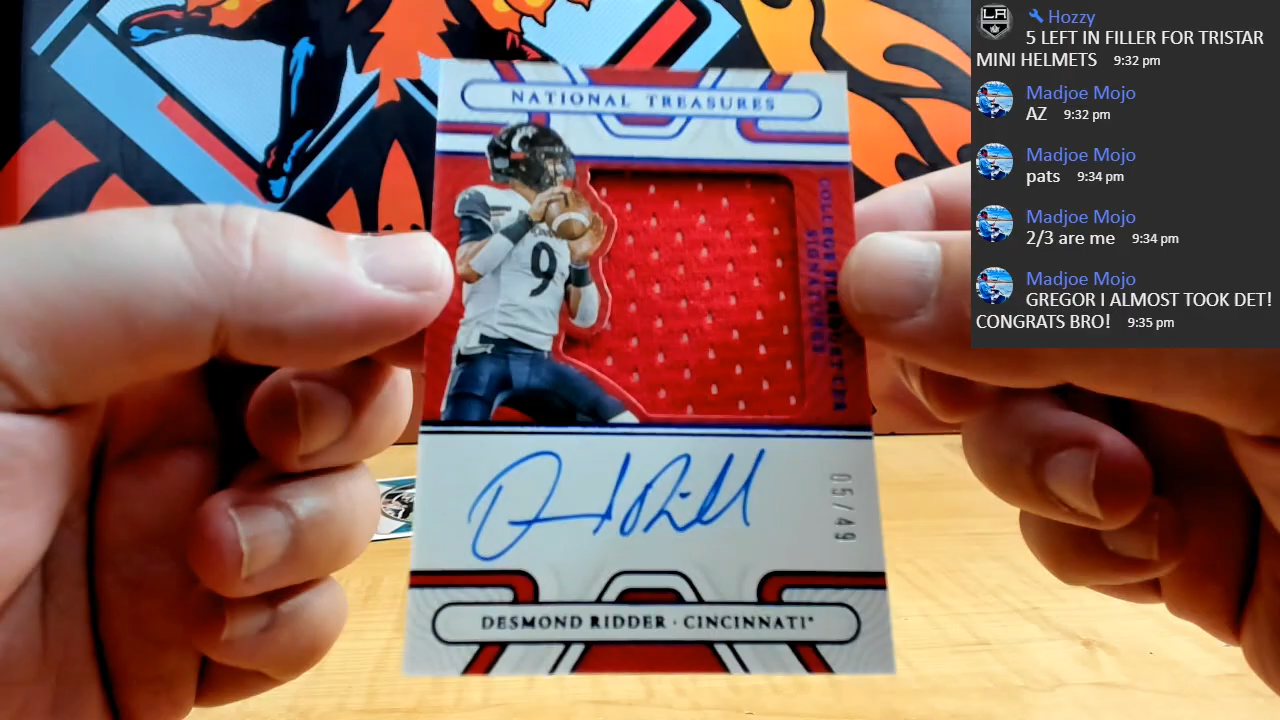 NATIONAL TREASURES
COLLEGE SILHOUETTES
SIGNATURES
9
05/49
DESMOND RIDDER · CINCINNATI*
LA
Hozzy
5 LEFT IN FILLER FOR TRISTAR
MINI HELMETS 9:32 pm
Madjoe Mojo
AZ 9:32 pm
Madjoe Mojo
pats 9:34 pm
Madjoe Mojo
2/3 are me 9:34 pm
Madjoe Mojo
GREGOR I ALMOST TOOK DET!
CONGRATS BRO! 9:35 pm